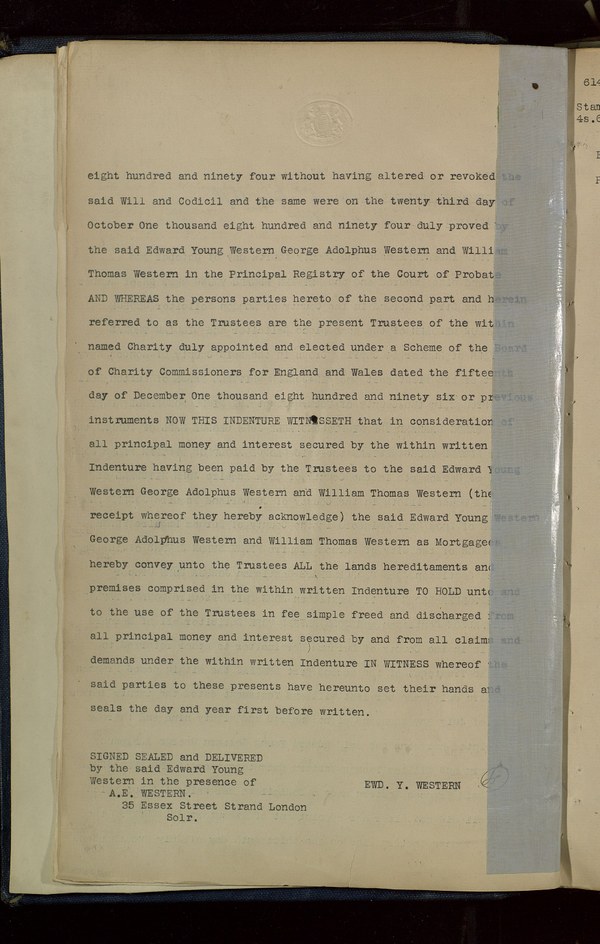 eight hundred and ninety four without having altered or revoked the
said Will and Codicil and the same were on the twenty third day of
October One thousand eight hundred and ninety four duly proved by
the said Edward Young Western George Adolphus Western and William
Thomas Western in the Principal Registry of the Court of Probate
AND WHEREAS the persons parties hereto of the second part and herein
referred to as the Trustees are the present Trustees of the within
named Charity duly appointed and elected under a Scheme of the Board
of Charity Commissioners for England and Wales dated the fifteenth
day of December One thousand eight hundred and ninety six or previous
instruments NOW THIS INDENTURE WITNESSETH that in consideration of
all principal money and interest secured by the within written
Indenture having been paid by the Trustees to the said Edward Young
Western George Adolphus Western and William Thomas Western (the
receipt whereof they hereby acknowledge) the said Edward Young Western
George Adolphus Western and William Thomas Western as Mortgagees
hereby convey unto the Trustees ALL the lands hereditaments and
premises comprised in the within written Indenture TO HOLD unto and
to the use of the Trustees in fee simple freed and discharged from
all principal money and interest secured by and from all claims and
demands under the within written Indenture IN WITNESS whereof the
said parties to these presents have hereunto set their hands and
seals the day and year first before written.
SIGNED SEALED and DELIVERED
by the said Edward Young
Western in the presence of
EWD. Y. WESTERN
A.E. WESTERN.
35 Essex Street Strand London
Solr.
614
4s.6